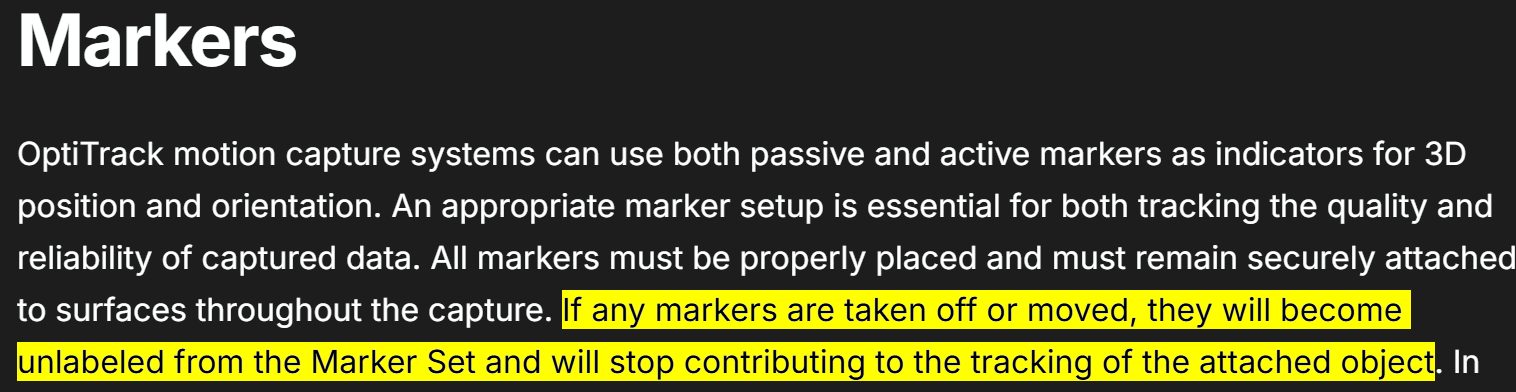 Markers
OptiTrack motion capture systems can use both passive and active markers as indicators for 3D
position and orientation. An appropriate marker setup is essential for both tracking the quality and
reliability of captured data. All markers must be properly placed and must remain securely attached
to surfaces throughout the capture. If any markers are taken off or moved, they will become
unlabeled from the Marker Set and will stop contributing to the tracking of the attached object. In